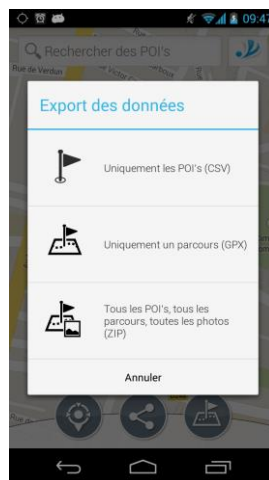 09:47
Rechercher des POI's
Rue de Verdun
Export des données
Uniquement les POI's (CSV)
Uniquement un parcours (GPX)
Tous les POI's, tous les
parcours, toutes les photos
(ZIP)
Annuler